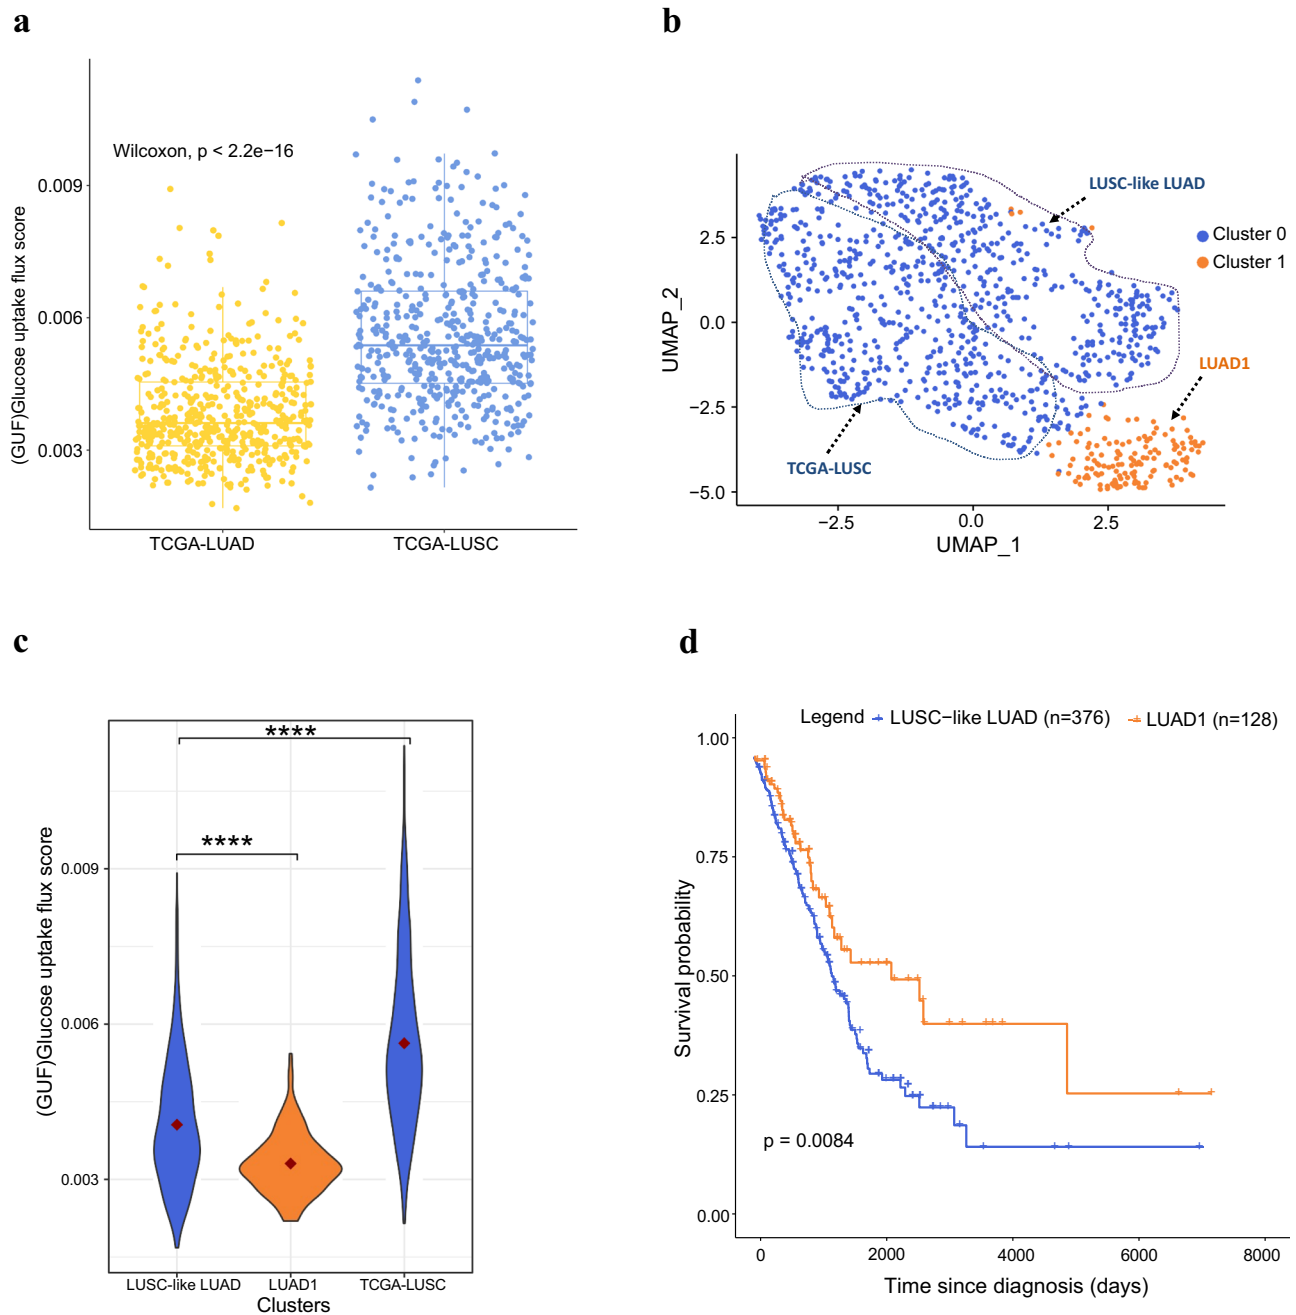 a
(GUF)Glucose uptake flux score
Wilcoxon, p < 2.2e−16
0.009
0.006
0.003
TCGA-LUAD
TCGA-LUSC
b
UMAP_2
2.5
0.0
−2.5
−5.0
LUSC-like LUAD
Cluster 0
Cluster 1
LUAD1
TCGA-LUSC
−2.5
0.0
2.5
UMAP_1
c
(GUF)Glucose uptake flux score
****
****
0.009
0.006
0.003
LUSC-like LUAD
LUAD1
TCGA-LUSC
Clusters
d
Legend LUSC−like LUAD (n=376) LUAD1 (n=128)
Survival probability
1.00
0.75
0.50
0.25
0.00
p = 0.0084
0
2000
4000
6000
8000
Time since diagnosis (days)